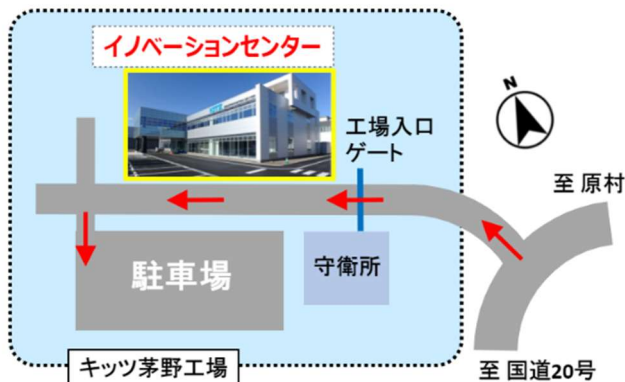 イノベーションセンター
N
工場入口
ゲート
至 原村
守衛所
駐車場
キッツ茅野工場
至 国道20号